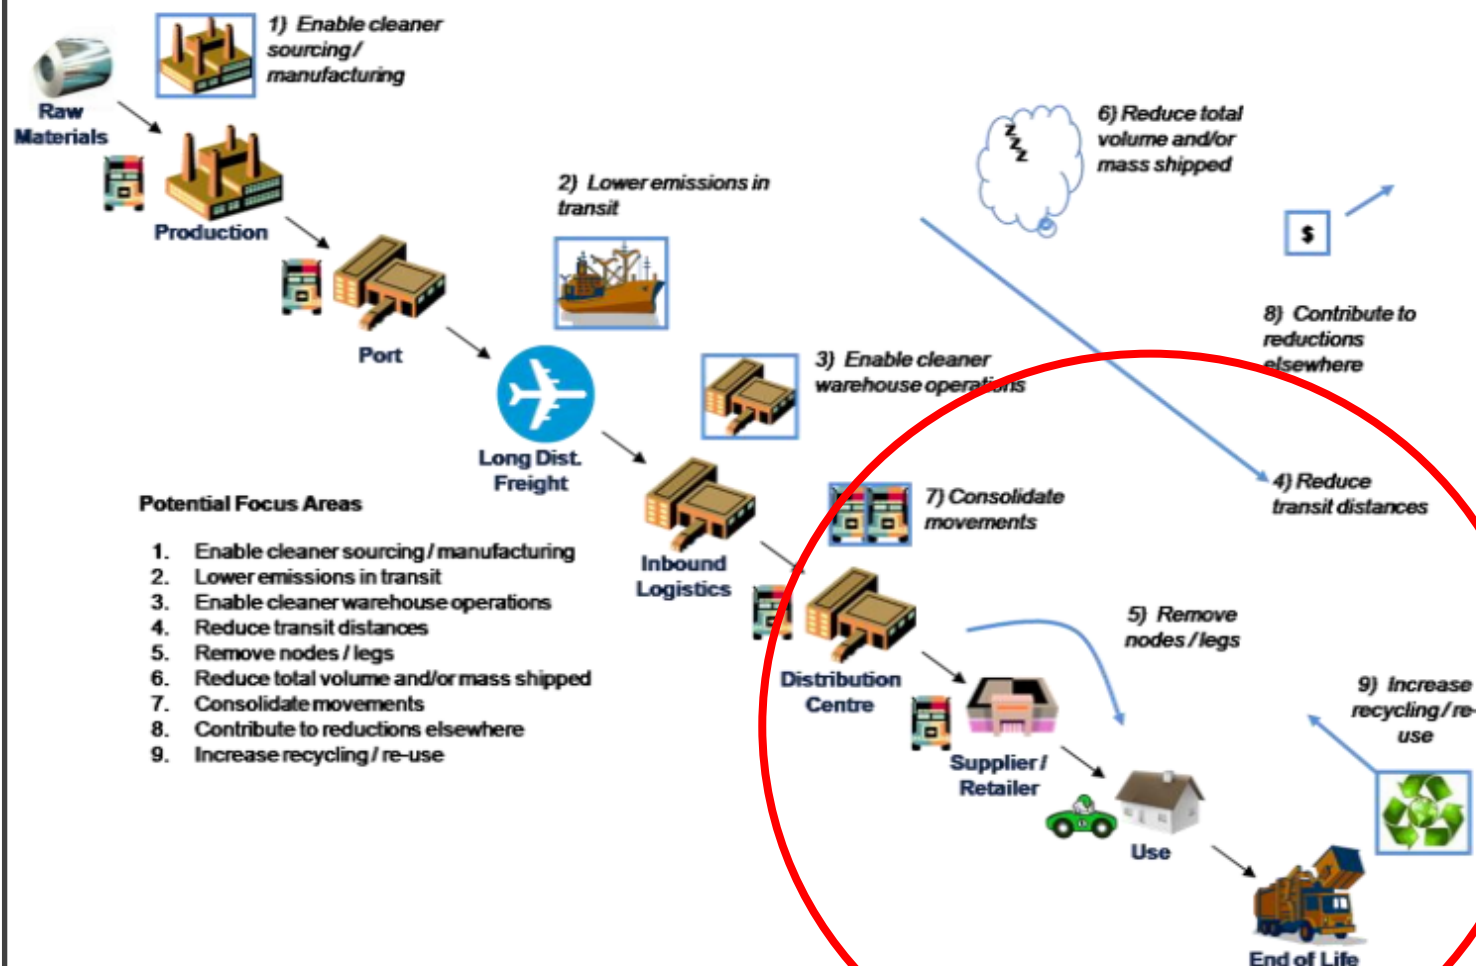 1) Enable cleaner
sourcing /
manufacturing
Raw
Materials
Production
2) Lower emissions in
transit
Port
6) Reduce total
volume and/or
mass shipped
z
z
z
$
8) Contribute to
reductions
elsewhere
3) Enable cleaner
warehouse operations
Long Dist.
Freight
4) Reduce
transit distances
7) Consolidate
movements
Inbound
Logistics
Potential Focus Areas
1. Enable cleaner sourcing / manufacturing
2. Lower emissions in transit
3. Enable cleaner warehouse operations
4. Reduce transit distances
5. Remove nodes / legs
6. Reduce total volume and/or mass shipped
7. Consolidate movements
8. Contribute to reductions elsewhere
9. Increase recycling / re-use
5) Remove
nodes / legs
Distribution
Centre
9) Increase
recycling / re-
use
Supplier /
Retailer
Use
End of Life